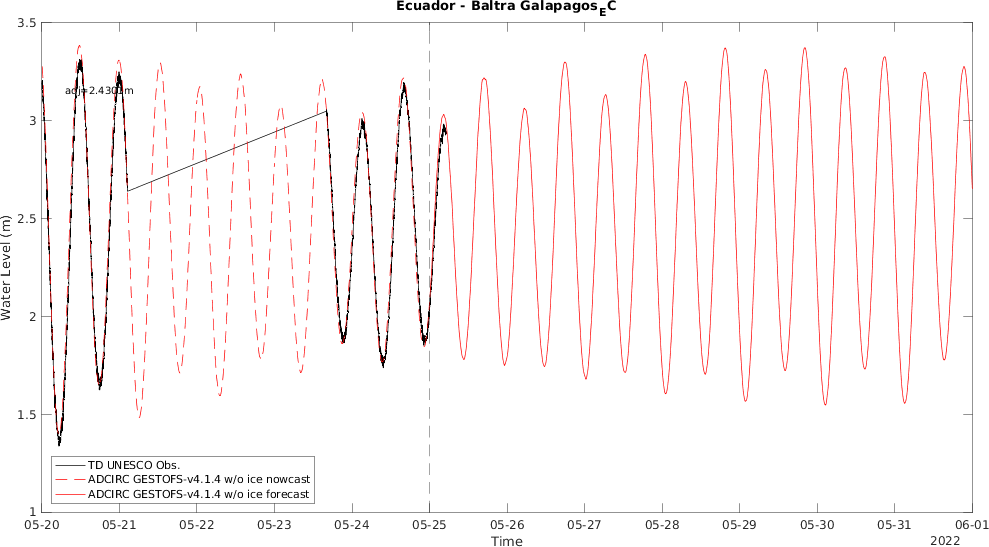 Ecuador - Baltra Galapagos_EC
3.5
adj=2.4301m
3
2.5
Water Level (m)
2
1.5
TD UNESCO Obs.
ADCIRC GESTOFS-v4.1.4 w/o ice nowcast
ADCIRC GESTOFS-v4.1.4 w/o ice forecast
1
05-20 05-21 05-22 05-23 05-24 05-25 05-26 05-27 05-28 05-29 05-30 05-31 06-01
Time
2022